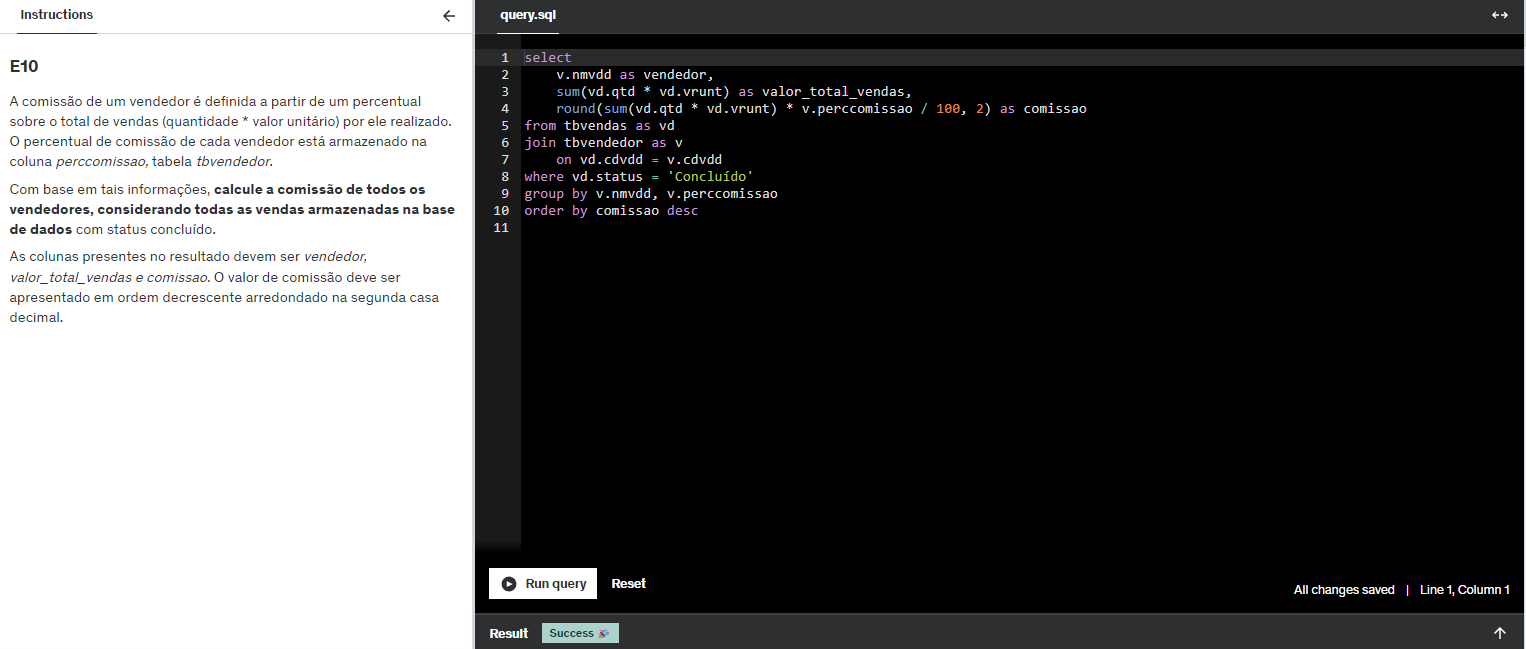 Instructions
E10
A comissão de um vendedor é definida a partir de um percentual
sobre o total de vendas (quantidade * valor unitário) por ele realizado.
O percentual de comissão de cada vendedor está armazenado na
coluna perccomissao, tabela tbvendedor.
Com base em tais informações, calcule a comissão de todos os
vendedores, considerando todas as vendas armazenadas na base
de dados com status concluído.
As colunas presentes no resultado devem ser vendedor,
valor_total_vendas e comissao. O valor de comissão deve ser
apresentado em ordem decrescente arredondado na segunda casa
decimal.
query.sql
1 select
2 v.nmvdd as vendedor,
3 sum(vd.qtd * vd.vrunt) as valor_total_vendas,
4 round(sum(vd.qtd * vd.vrunt) * v.perccomissao / 100, 2) as comissao
5 from tbvendas as vd
6 join tbvendedor as v
7 on vd.cdvdd = v.cdvdd
8 where vd.status = 'Concluído'
9 group by v.nmvdd, v.perccomissao
10 order by comissao desc
11
Run query Reset
All changes saved | Line 1, Column 1
Result Success 🎉